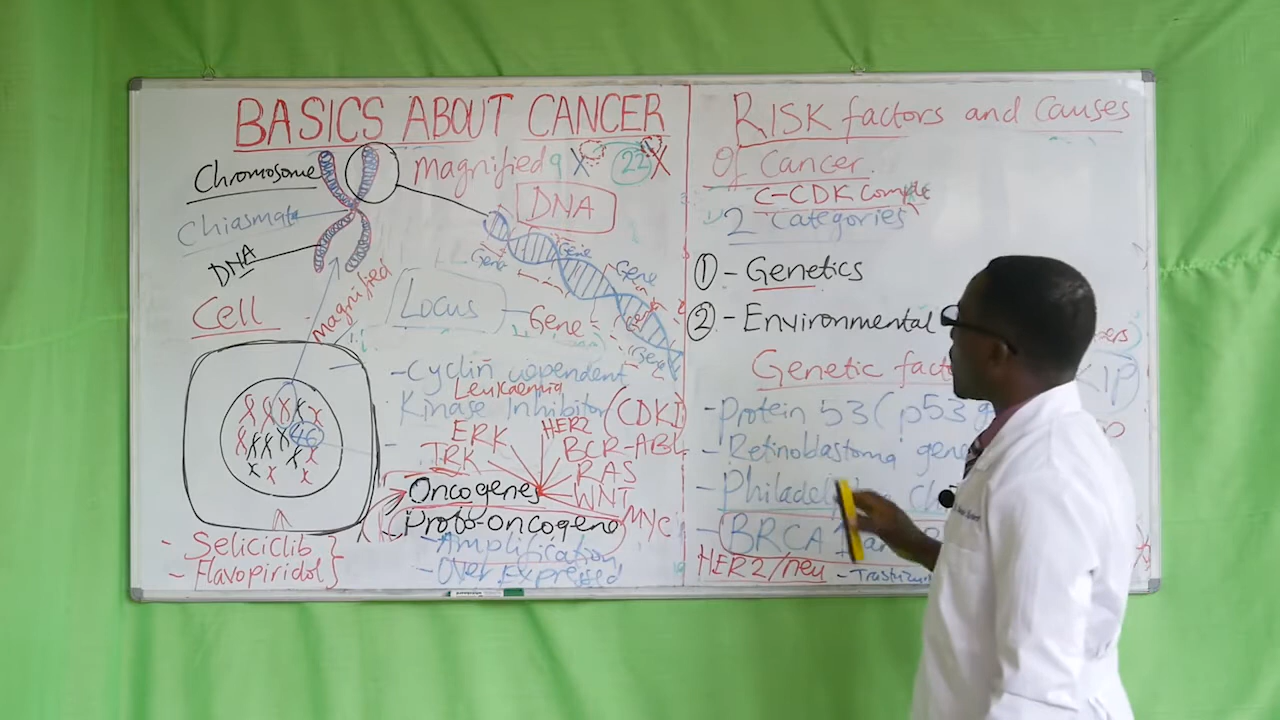 BASICS ABOUT CANCER
Chromosome
magnified
9
22
Chiasmata
DNA
DNA
Gene
Gene
Gene
Magnified
Cell
Locus
Gene
46
- Cyclin dependent
Kinase Inhibitor (CDKI
Leukaemia
ERK
HER2
TRK
BCR-ABL
RAS
WNT
Myc
Oncogenes
Proto-oncogene
- Amplification
- Over Expressed
- Seliciclib
- Flavopiridol
RISK factors and causes
Of Cancer.
C-CDK Complex
2 categories
① - Genetics
② - Environmental
Genetic fact
- Protein 53 (p53 g
- Retinoblastoma gene
- Philadel
- BRCA
HER2/neu